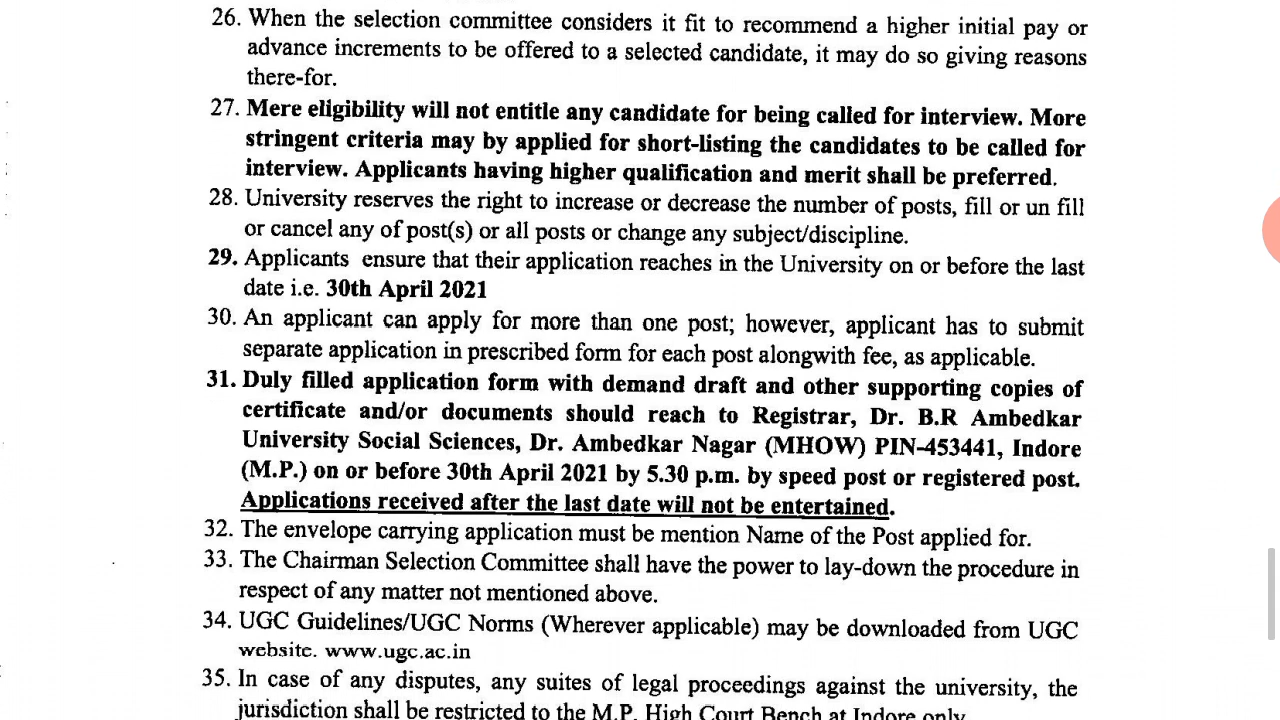 26. When the selection committee considers it fit to recommend a higher initial pay or
advance increments to be offered to a selected candidate, it may do so giving reasons
there-for.
27. Mere eligibility will not entitle any candidate for being called for interview. More
stringent criteria may by applied for short-listing the candidates to be called for
interview. Applicants having higher qualification and merit shall be preferred.
28. University reserves the right to increase or decrease the number of posts, fill or un fill
or cancel any of post(s) or all posts or change any subject/discipline.
29. Applicants ensure that their application reaches in the University on or before the last
date i.e. 30th April 2021
30. An applicant can apply for more than one post; however, applicant has to submit
separate application in prescribed form for each post alongwith fee, as applicable.
31. Duly filled application form with demand draft and other supporting copies of
certificate and/or documents should reach to Registrar, Dr. B.R Ambedkar
University Social Sciences, Dr. Ambedkar Nagar (MHOW) PIN-453441, Indore
(M.P.) on or before 30th April 2021 by 5.30 p.m. by speed post or registered post.
Applications received after the last date will not be entertained.
32. The envelope carrying application must be mention Name of the Post applied for.
33. The Chairman Selection Committee shall have the power to lay-down the procedure in
respect of any matter not mentioned above.
34. UGC Guidelines/UGC Norms (Wherever applicable) may be downloaded from UGC
website. www.ugc.ac.in
35. In case of any disputes, any suites of legal proceedings against the university, the
jurisdiction shall be restricted to the M.P. High Court Bench at Indore only